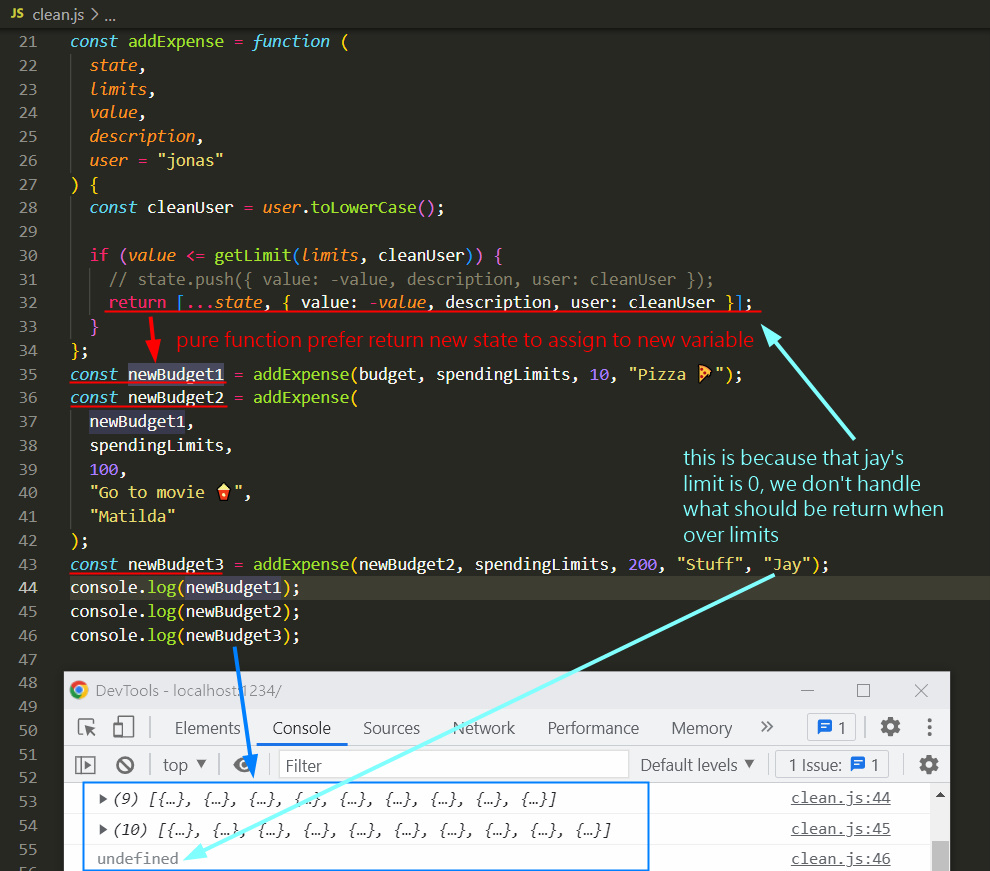 JS clean.js > ...
21 const addExpense = function (
22 state,
23 limits,
24 value,
25 description,
26 user = "jonas"
27 ) {
28 const cleanUser = user.toLowerCase();
29
30 if (value <= getLimit(limits, cleanUser)) {
31 // state.push({ value: -value, description, user: cleanUser });
32 return [...state, { value: -value, description, user: cleanUser }];
33 }
pure function prefer return new state to assign to new variable
34 };
35 const newBudget1 = addExpense(budget, spendingLimits, 10, "Pizza 🍕");
36 const newBudget2 = addExpense(
37 newBudget1,
38 spendingLimits,
39 100,
40 "Go to movie 🍿",
41 "Matilda"
42 );
this is because that jay's
limit is 0, we don't handle
what should be return when
over limits
43 const newBudget3 = addExpense(newBudget2, spendingLimits, 200, "Stuff", "Jay");
44 console.log(newBudget1);
45 console.log(newBudget2);
46 console.log(newBudget3);
47
48
49
50
51
52
53
54
55
56
DevTools - localhost:1234/
Elements Console Sources Network Performance Memory » 1
top ▼ Filter Default levels ▼ 1 Issue: 1
▶ (9) [{…}, {…}, {…}, {…}, {…}, {…}, {…}, {…}, {…}] clean.js:44
▶ (10) [{…}, {…}, {…}, {…}, {…}, {…}, {…}, {…}, {…}, {…}] clean.js:45
undefined clean.js:46